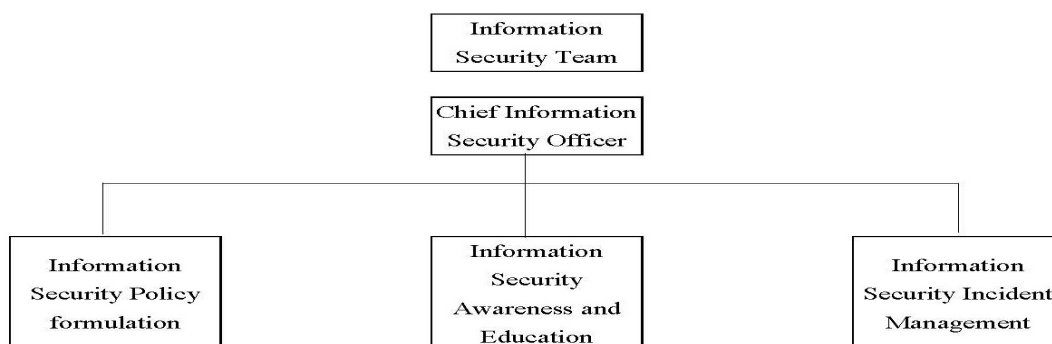 Information
Security Team
Chief Information
Security Officer
Information
Security Policy
formulation
Information
Security
Awareness and
Education
Information
Security Incident
Management